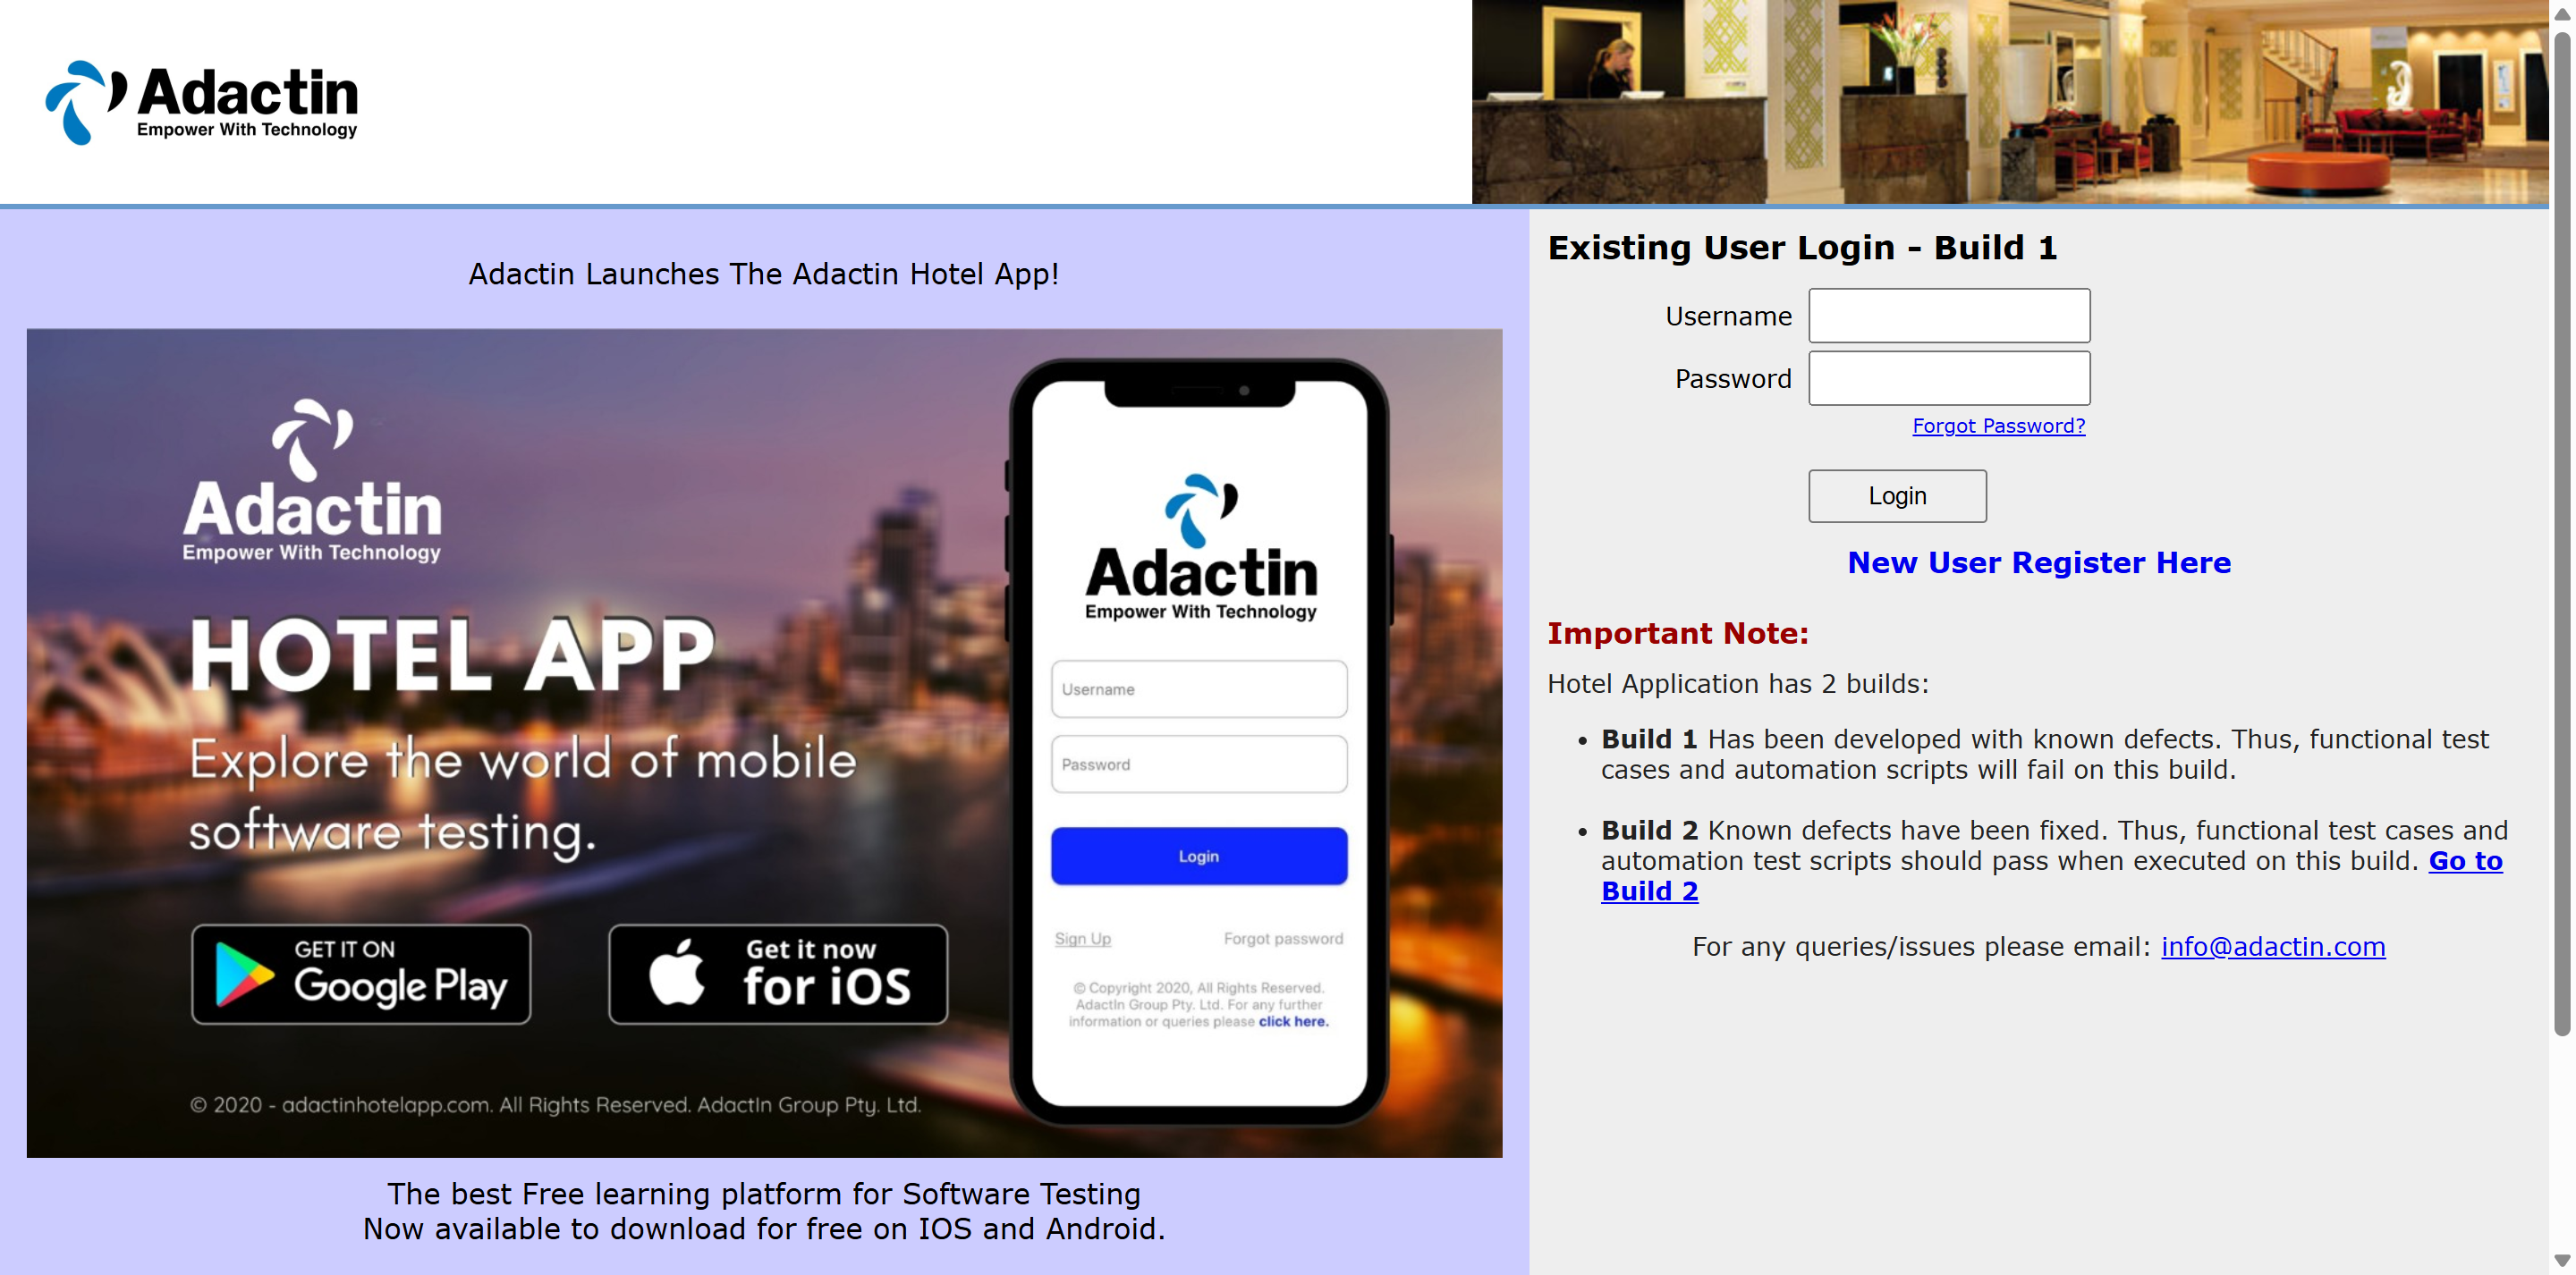 Adactin
Empower With Technology
Adactin Launches The Adactin Hotel App!
Adactin
Empower With Technology
HOTEL APP
Explore the world of mobile
software testing.
GET IT ON
Google Play
Get it now
for iOS
© 2020 - adactinhotelapp.com. All Rights Reserved. AdactIn Group Pty. Ltd.
Adactin
Empower With Technology
Username
Password
Login
Sign Up Forgot password
© Copyright 2020, All Rights Reserved.
AdactIn Group Pty. Ltd. For any further
information or queries please click here.
The best Free learning platform for Software Testing
Now available to download for free on IOS and Android.
Existing User Login - Build 1
Username
Password
Forgot Password?
Login
New User Register Here
Important Note:
Hotel Application has 2 builds:
• Build 1 Has been developed with known defects. Thus, functional test
cases and automation scripts will fail on this build.
• Build 2 Known defects have been fixed. Thus, functional test cases and
automation test scripts should pass when executed on this build. Go to
Build 2
For any queries/issues please email: info@adactin.com